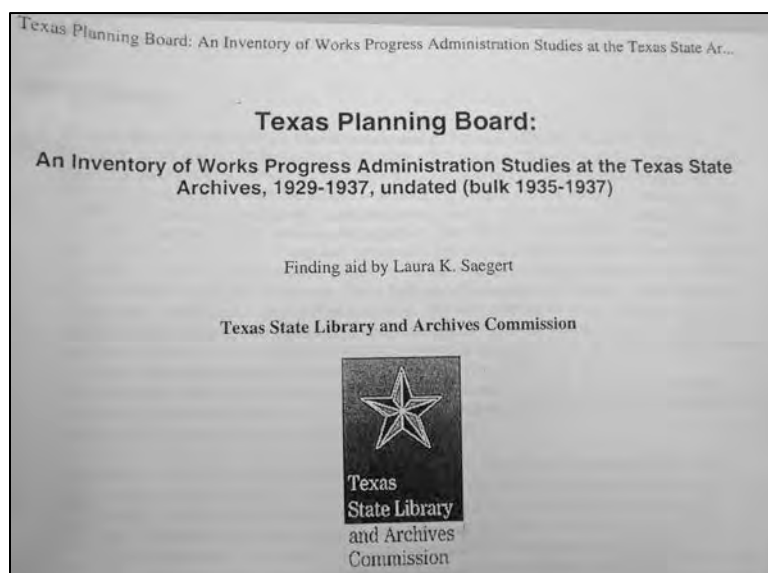 Texas Planning Board: An Inventory of Works Progress Administration Studies at the Texas State Ar...
Texas Planning Board:
An Inventory of Works Progress Administration Studies at the Texas State
Archives, 1929-1937, undated (bulk 1935-1937)
Finding aid by Laura K. Saegert
Texas State Library and Archives Commission
Texas
State Library
and Archives
Commission